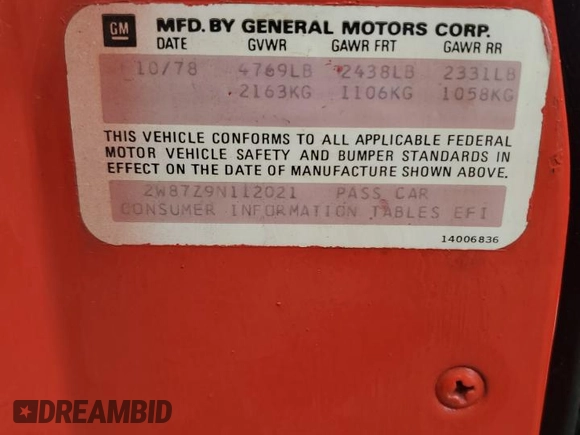 GM MFD. BY GENERAL MOTORS CORP.
DATE GVWR GAWR FRT GAWR RR
10/78 4769LB 2438LB 2331LB
2163KG 1106KG 1058KG
THIS VEHICLE CONFORMS TO ALL APPLICABLE FEDERAL
MOTOR VEHICLE SAFETY AND BUMPER STANDARDS IN
EFFECT ON THE DATE OF MANUFACTURE SHOWN ABOVE.
2W87Z9N112021 PASS CAR
CONSUMER INFORMATION TABLES EFI
14006836
DREAMBID